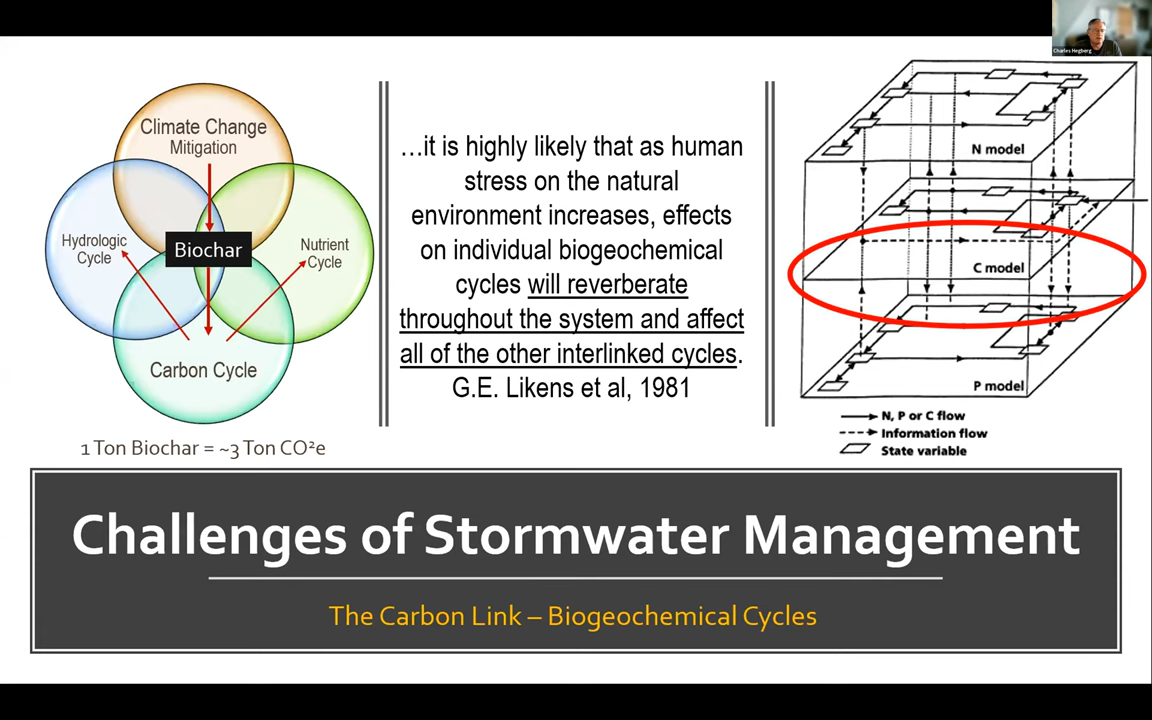 Charles Hegberg
Climate Change
Mitigation
Hydrologic
Cycle
Biochar
Nutrient
Cycle
Carbon Cycle
1 Ton Biochar = ~3 Ton CO²e
…it is highly likely that as human
stress on the natural
environment increases, effects
on individual biogeochemical
cycles will reverberate
throughout the system and affect
all of the other interlinked cycles.
G.E. Likens et al, 1981
N model
C model
P model
N, P or C flow
Information flow
State variable
Challenges of Stormwater Management
The Carbon Link – Biogeochemical Cycles